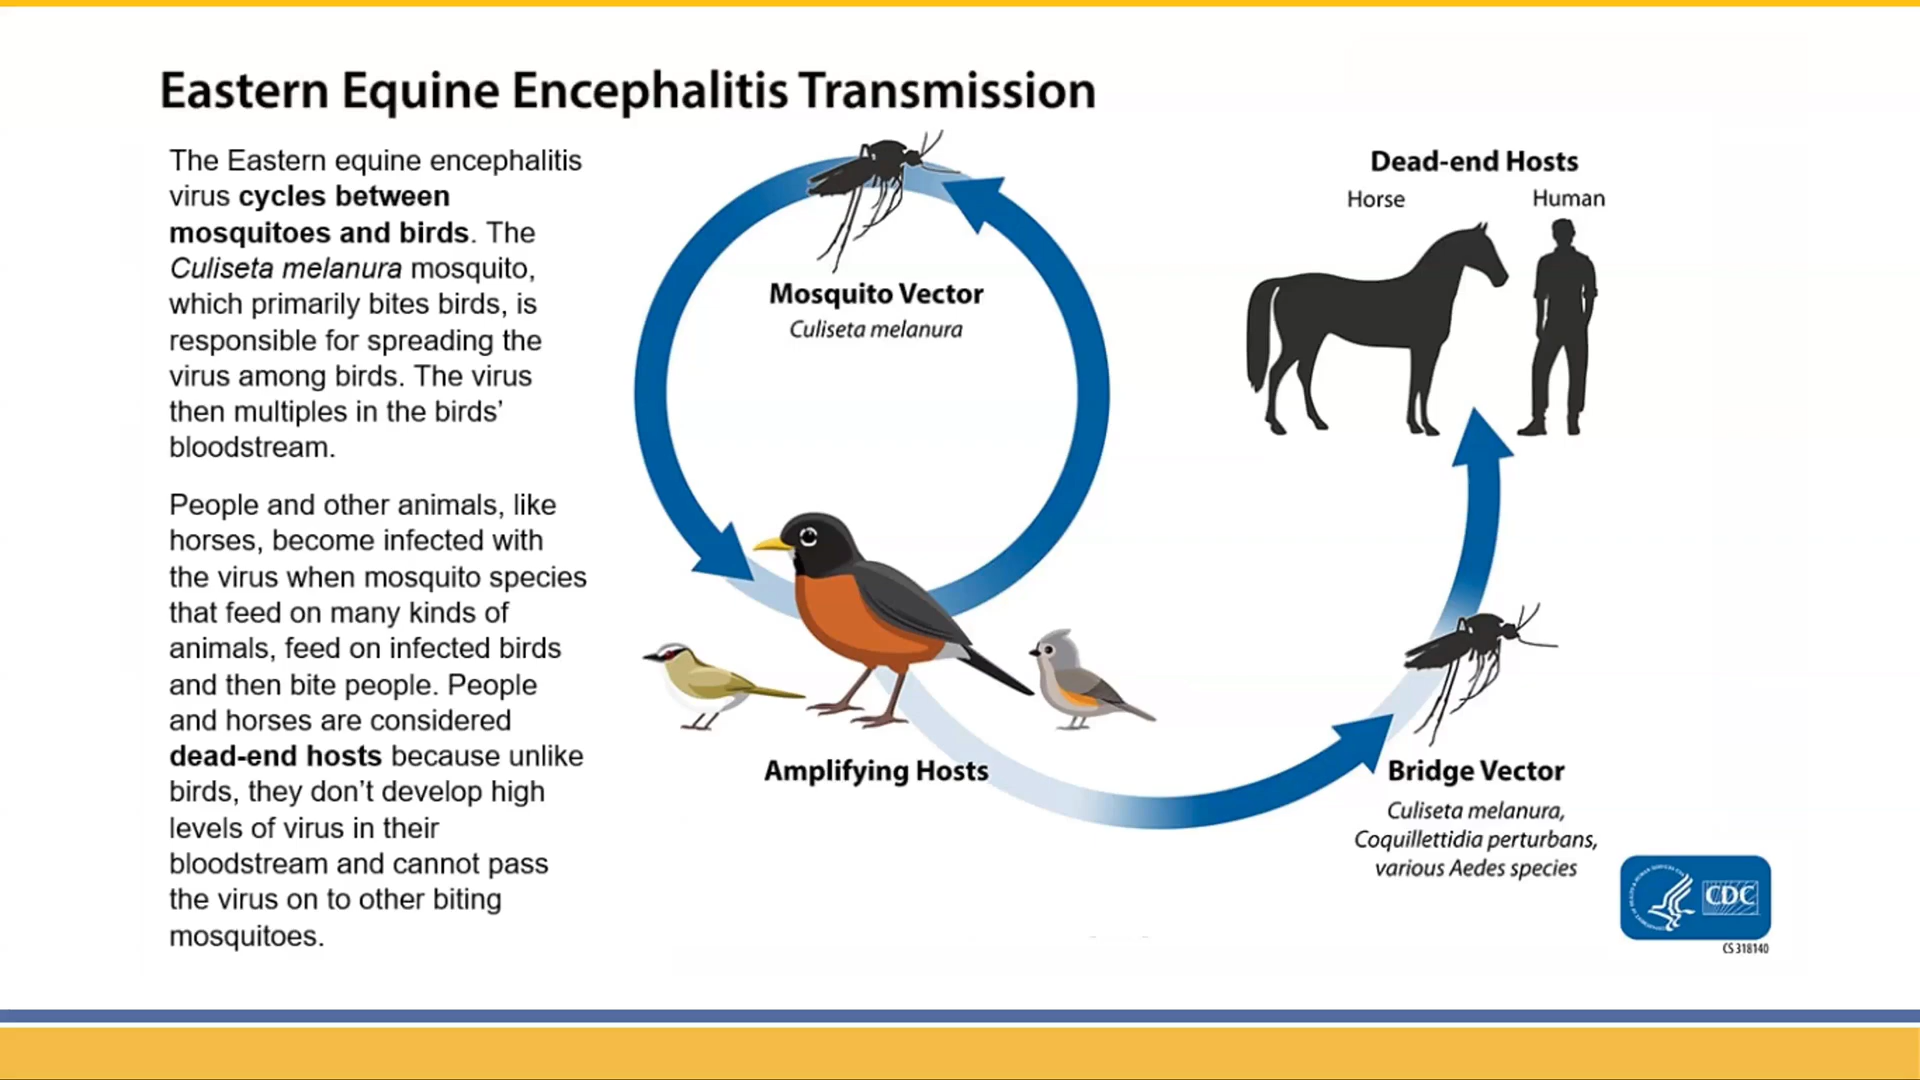 Eastern Equine Encephalitis Transmission
The Eastern equine encephalitis
virus cycles between
mosquitoes and birds. The
Culiseta melanura mosquito,
which primarily bites birds, is
responsible for spreading the
virus among birds. The virus
then multiples in the birds’
bloodstream.
People and other animals, like
horses, become infected with
the virus when mosquito species
that feed on many kinds of
animals, feed on infected birds
and then bite people. People
and horses are considered
dead-end hosts because unlike
birds, they don’t develop high
levels of virus in their
bloodstream and cannot pass
the virus on to other biting
mosquitoes.
Mosquito Vector
Culiseta melanura
Amplifying Hosts
Dead-end Hosts
Horse
Human
Bridge Vector
Culiseta melanura,
Coquillettidia perturbans,
various Aedes species
CDC
CS 318140